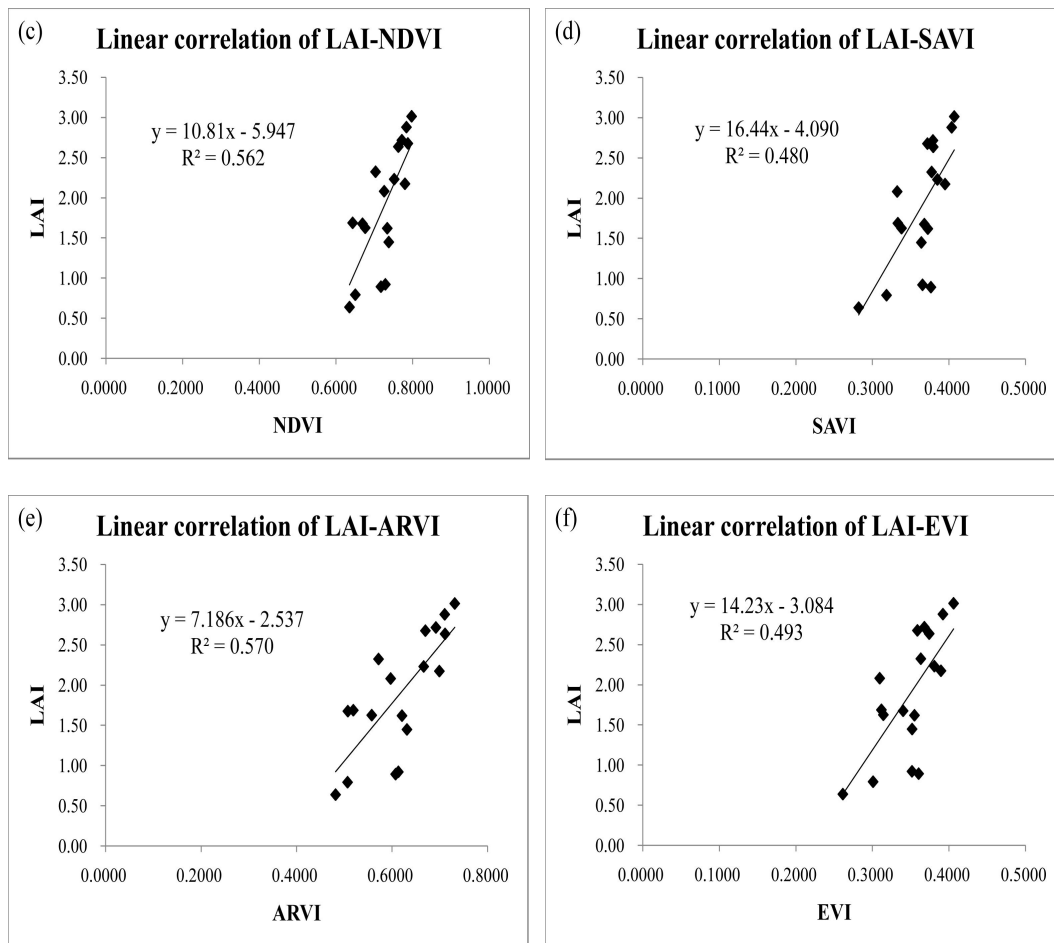 (c)
Linear correlation of LAI-NDVI
3.50
3.00
2.50
2.00
1.50
1.00
0.50
0.00
LAI
y = 10.81x - 5.947
R² = 0.562
0.0000 0.2000 0.4000 0.6000 0.8000 1.0000
NDVI
(d)
Linear correlation of LAI-SAVI
3.50
3.00
2.50
2.00
1.50
1.00
0.50
0.00
LAI
y = 16.44x - 4.090
R² = 0.480
0.0000 0.1000 0.2000 0.3000 0.4000 0.5000
SAVI
(e)
Linear correlation of LAI-ARVI
3.50
3.00
2.50
2.00
1.50
1.00
0.50
0.00
LAI
y = 7.186x - 2.537
R² = 0.570
0.0000 0.2000 0.4000 0.6000 0.8000
ARVI
(f)
Linear correlation of LAI-EVI
3.50
3.00
2.50
2.00
1.50
1.00
0.50
0.00
LAI
y = 14.23x - 3.084
R² = 0.493
0.0000 0.1000 0.2000 0.3000 0.4000 0.5000
EVI